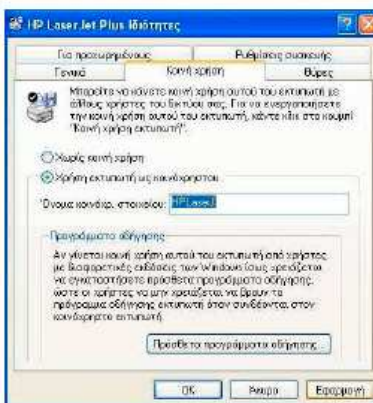 HP LaserJet Plus Ιδιότητες
Για προχωρημένους
Ρυθμίσεις συσκευής
Γενικά
Κοινή χρήση
Θύρες
Μπορείτε να κάνετε κοινή χρήση αυτού του εκτυπωτή με
άλλους χρήστες του δικτύου σας. Για να ενεργοποιήσετε
την κοινή χρήση αυτού του εκτυπωτή, κάντε κλικ στο κουμπί
"Κοινή χρήση εκτυπωτή".
Χωρίς κοινή χρήση
Χρήση εκτυπωτή ως κοινόχρηστου
Όνομα κοινόχρ. στοιχείου: HPLaserJ
Προγράμματα οδήγησης
Αν γίνεται κοινή χρήση αυτού του εκτυπωτή από χρήστες
με διαφορετικές εκδόσεις των Windows ίσως χρειάζεται
να εγκαταστήσετε πρόσθετα προγράμματα οδήγησης,
ώστε οι χρήστες να μην χρειάζεται να βρουν το
πρόγραμμα οδήγησης εκτυπωτή όταν συνδέονται στον
κοινόχρηστο εκτυπωτή.
Πρόσθετα προγράμματα οδήγησης...
OK
Άκυρο
Εφαρμογή